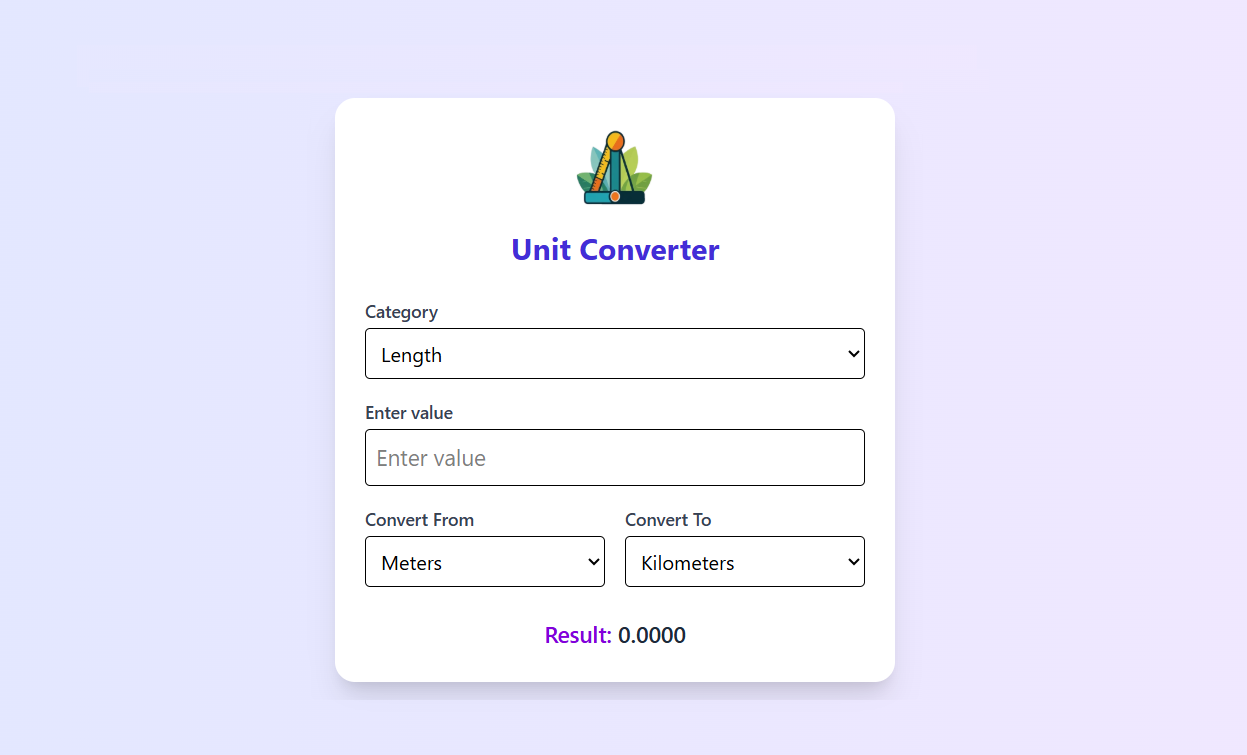 Unit Converter
Category
Length
Enter value
Enter value
Convert From Convert To
Meters Kilometers
Result: 0.0000